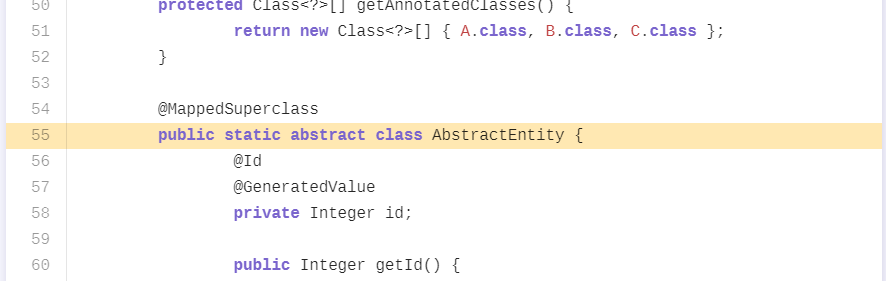 50 protected Class<?>[] getAnnotatedClasses() {
51 return new Class<?>[] { A.class, B.class, C.class };
52 }
53
54 @MappedSuperclass
55 public static abstract class AbstractEntity {
56 @Id
57 @GeneratedValue
58 private Integer id;
59
60 public Integer getId() {